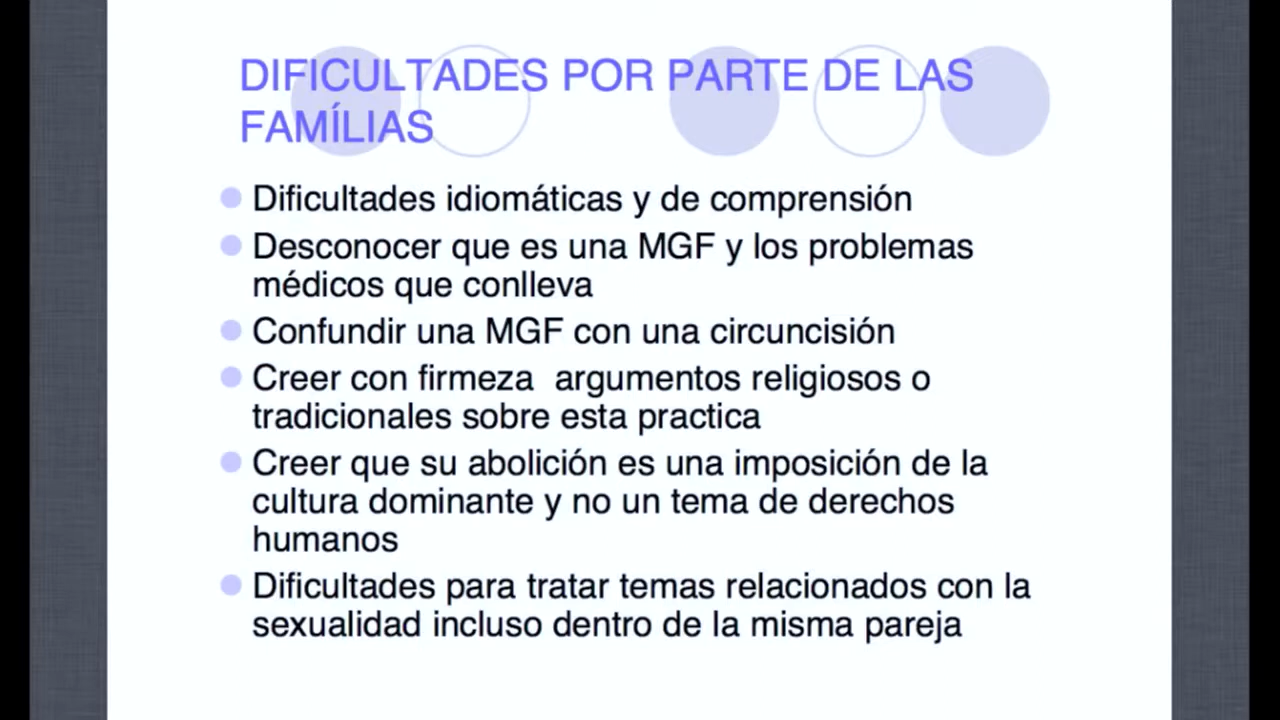 DIFICULTADES POR PARTE DE LAS
FAMÍLIAS
Dificultades idiomáticas y de comprensión
Desconocer que es una MGF y los problemas
médicos que conlleva
Confundir una MGF con una circuncisión
Creer con firmeza  argumentos religiosos o
tradicionales sobre esta practica
Creer que su abolición es una imposición de la
cultura dominante y no un tema de derechos
humanos
Dificultades para tratar temas relacionados con la
sexualidad incluso dentro de la misma pareja